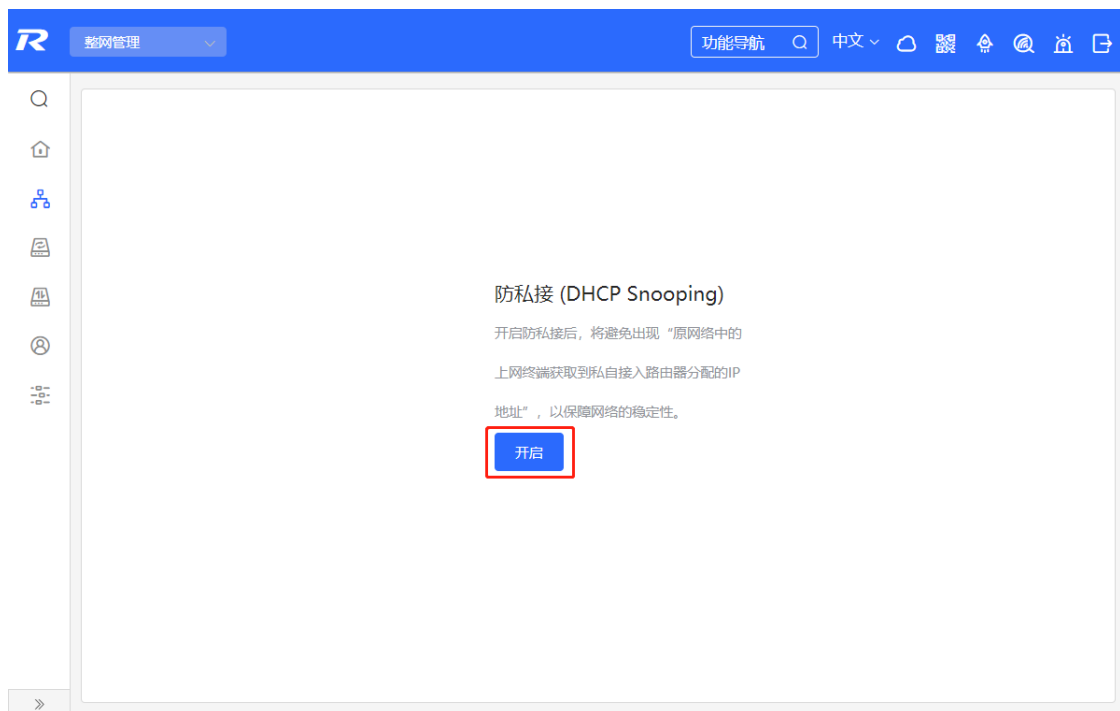 整网管理
功能导航
中文
防私接 (DHCP Snooping)
开启防私接后，将避免出现“原网络中的
上网终端获取到私自接入路由器分配的IP
地址”，以保障网络的稳定性。
开启